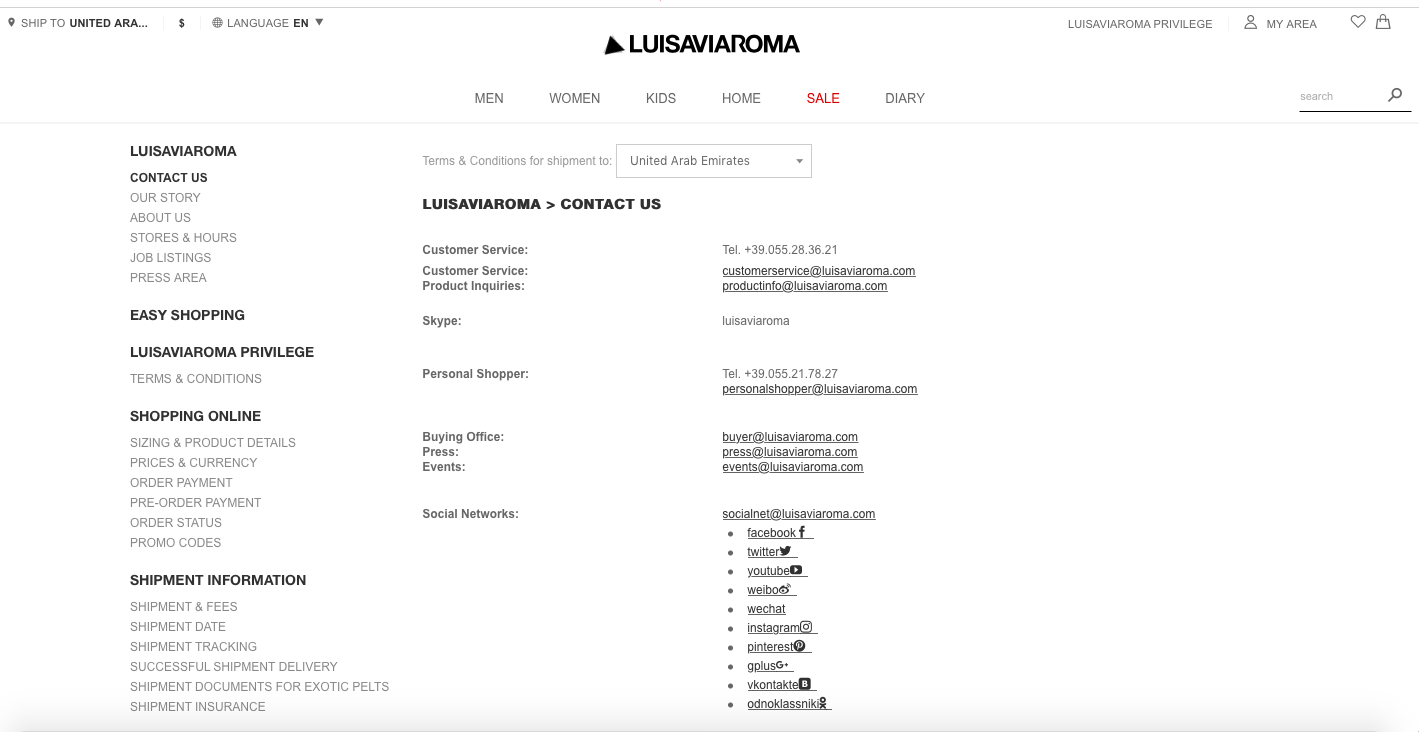 SHIP TO UNITED ARA... $ LANGUAGE EN LUISAVIAROMA PRIVILEGE MY AREA
LUISAVIAROMA
MEN WOMEN KIDS HOME SALE DIARY search
LUISAVIAROMA
CONTACT US
OUR STORY
ABOUT US
STORES & HOURS
JOB LISTINGS
PRESS AREA
EASY SHOPPING
LUISAVIAROMA PRIVILEGE
TERMS & CONDITIONS
SHOPPING ONLINE
SIZING & PRODUCT DETAILS
PRICES & CURRENCY
ORDER PAYMENT
PRE-ORDER PAYMENT
ORDER STATUS
PROMO CODES
SHIPMENT INFORMATION
SHIPMENT & FEES
SHIPMENT DATE
SHIPMENT TRACKING
SUCCESSFUL SHIPMENT DELIVERY
SHIPMENT DOCUMENTS FOR EXOTIC PELTS
SHIPMENT INSURANCE
Terms & Conditions for shipment to: United Arab Emirates
LUISAVIAROMA > CONTACT US
Customer Service: Tel. +39.055.28.36.21
Customer Service: customerservice@luisaviaroma.com
Product Inquiries: productinfo@luisaviaroma.com
Skype: luisaviaroma
Personal Shopper: Tel. +39.055.21.78.27
personalshopper@luisaviaroma.com
Buying Office: buyer@luisaviaroma.com
Press: press@luisaviaroma.com
Events: events@luisaviaroma.com
Social Networks: socialnet@luisaviaroma.com
facebook
twitter
youtube
weibo
wechat
instagram
pinterest
gplus
vkontakte
odnoklassniki